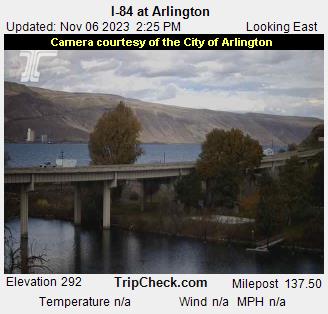 I-84 at Arlington
Updated: Nov 06 2023 2:25 PM Looking East
Camera courtesy of the City of Arlington
Elevation 292 TripCheck.com Milepost 137.50
Temperature n/a Wind n/a MPH n/a